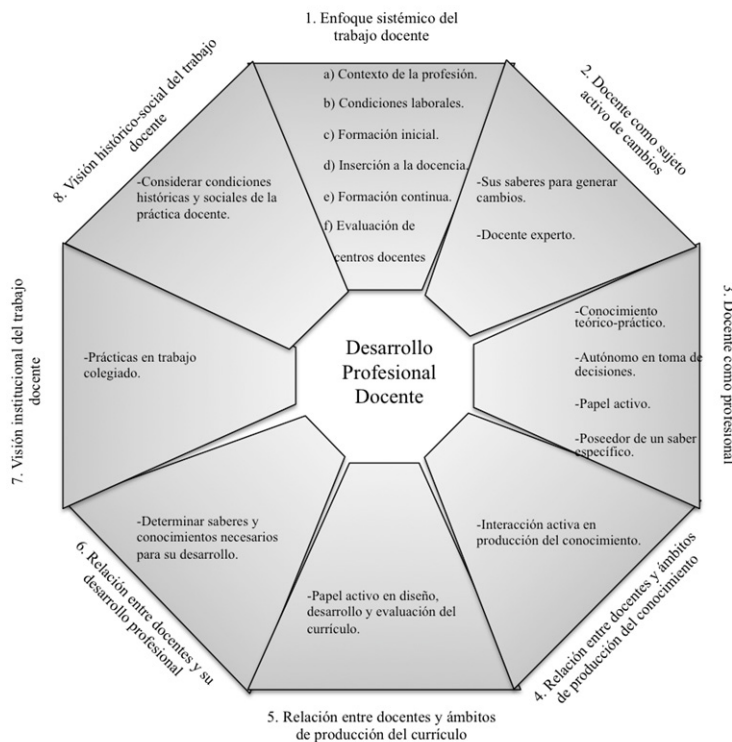 1. Enfoque sistémico del
trabajo docente
a) Contexto de la profesión.
b) Condiciones laborales.
c) Formación inicial.
d) Inserción a la docencia.
e) Formación continua.
f) Evaluación de
centros docentes
2. Docente como sujeto
activo de cambios
-Sus saberes para generar
cambios.
-Docente experto.
3. Docente como profesional
-Conocimiento
teórico-práctico.
-Autónomo en toma de
decisiones.
-Papel activo.
-Poseedor de un saber
específico.
4. Relación entre docentes y ámbitos
de producción del conocimiento
-Interacción activa en
producción del conocimiento.
5. Relación entre docentes y ámbitos
de producción del currículo
-Papel activo en diseño,
desarrollo y evaluación del
currículo.
6. Relación entre docentes y su
desarrollo profesional
-Determinar saberes y
conocimientos necesarios
para su desarrollo.
7. Visión institucional del trabajo
docente
-Prácticas en trabajo
colegiado.
8. Visión histórico-social del trabajo
docente
-Considerar condiciones
históricas y sociales de la
práctica docente.
Desarrollo
Profesional
Docente